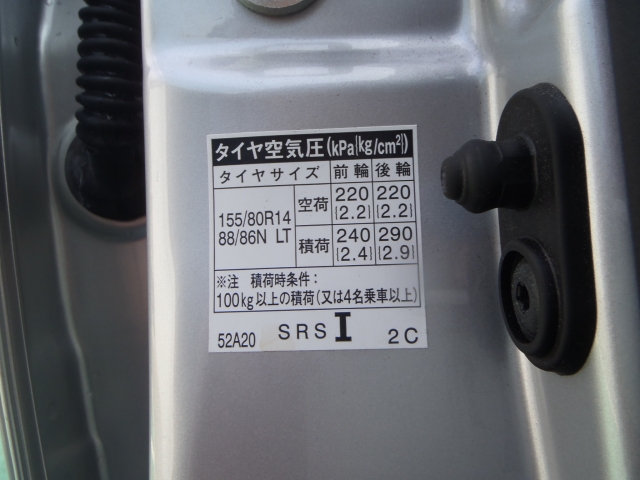 タイヤ空気圧(kPa{kg/cm²})
タイヤサイズ 前輪 後輪
155/80R14 88/86N LT 空荷 220{2.2} 220{2.2}
積荷 240{2.4} 290{2.9}
※注 積荷時条件:
100kg以上の積荷(又は4名乗車以上)
52A20 SRS I 2C